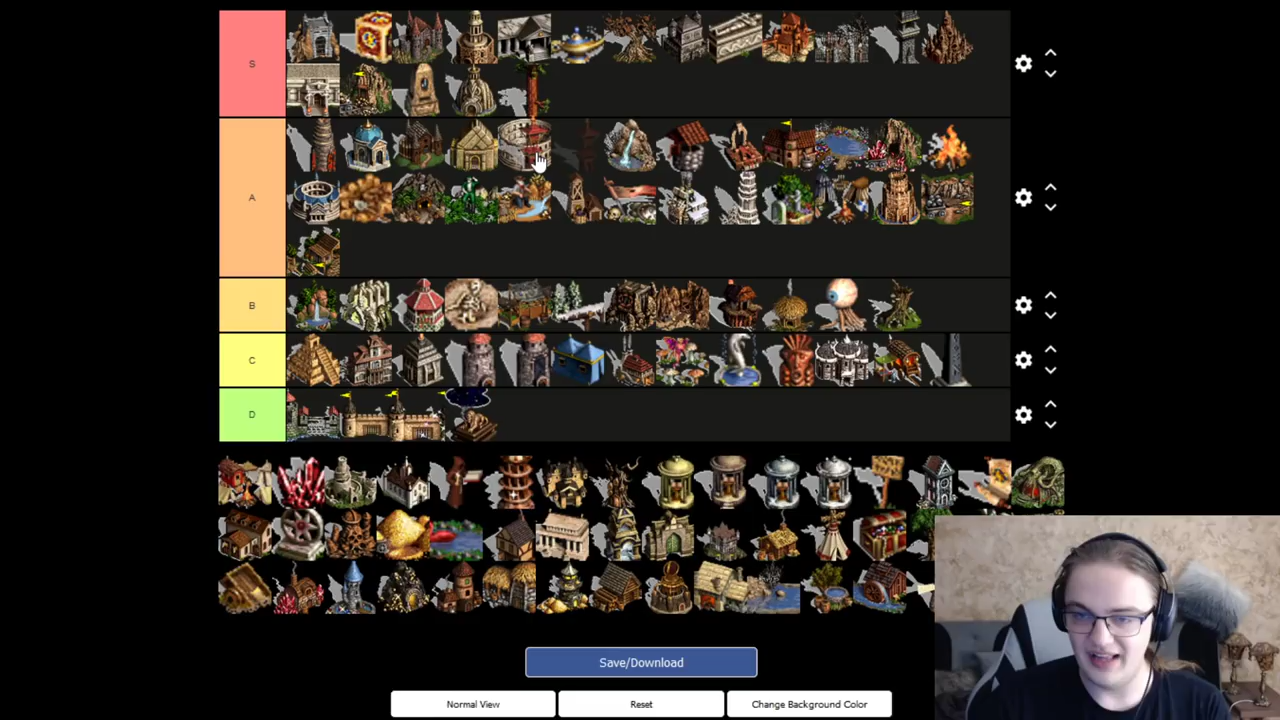 S
A
B
C
D
Save/Download
Normal View
Reset
Change Background Color